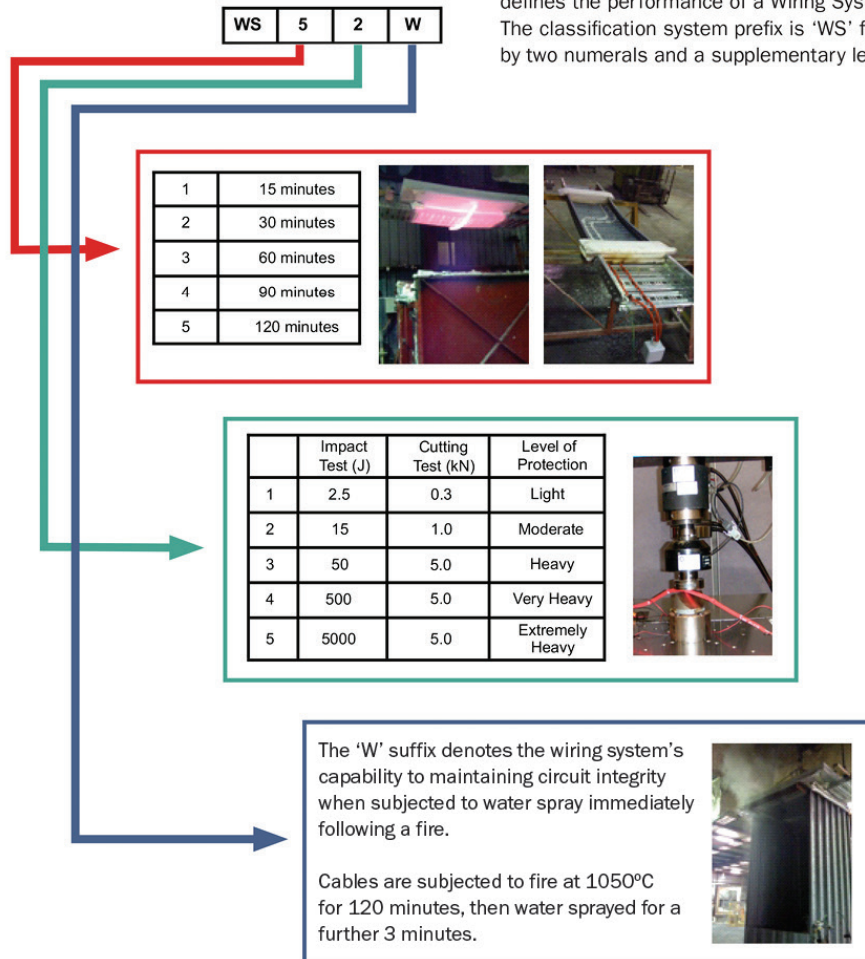 defines the performance of a Wiring Sys
The classification system prefix is ‘WS’ f
by two numerals and a supplementary le
WS 5 2 W
1 15 minutes
2 30 minutes
3 60 minutes
4 90 minutes
5 120 minutes
Impact Test (J) Cutting Test (kN) Level of Protection
1 2.5 0.3 Light
2 15 1.0 Moderate
3 50 5.0 Heavy
4 500 5.0 Very Heavy
5 5000 5.0 Extremely Heavy
The ‘W’ suffix denotes the wiring system’s
capability to maintaining circuit integrity
when subjected to water spray immediately
following a fire.
Cables are subjected to fire at 1050ºC
for 120 minutes, then water sprayed for a
further 3 minutes.